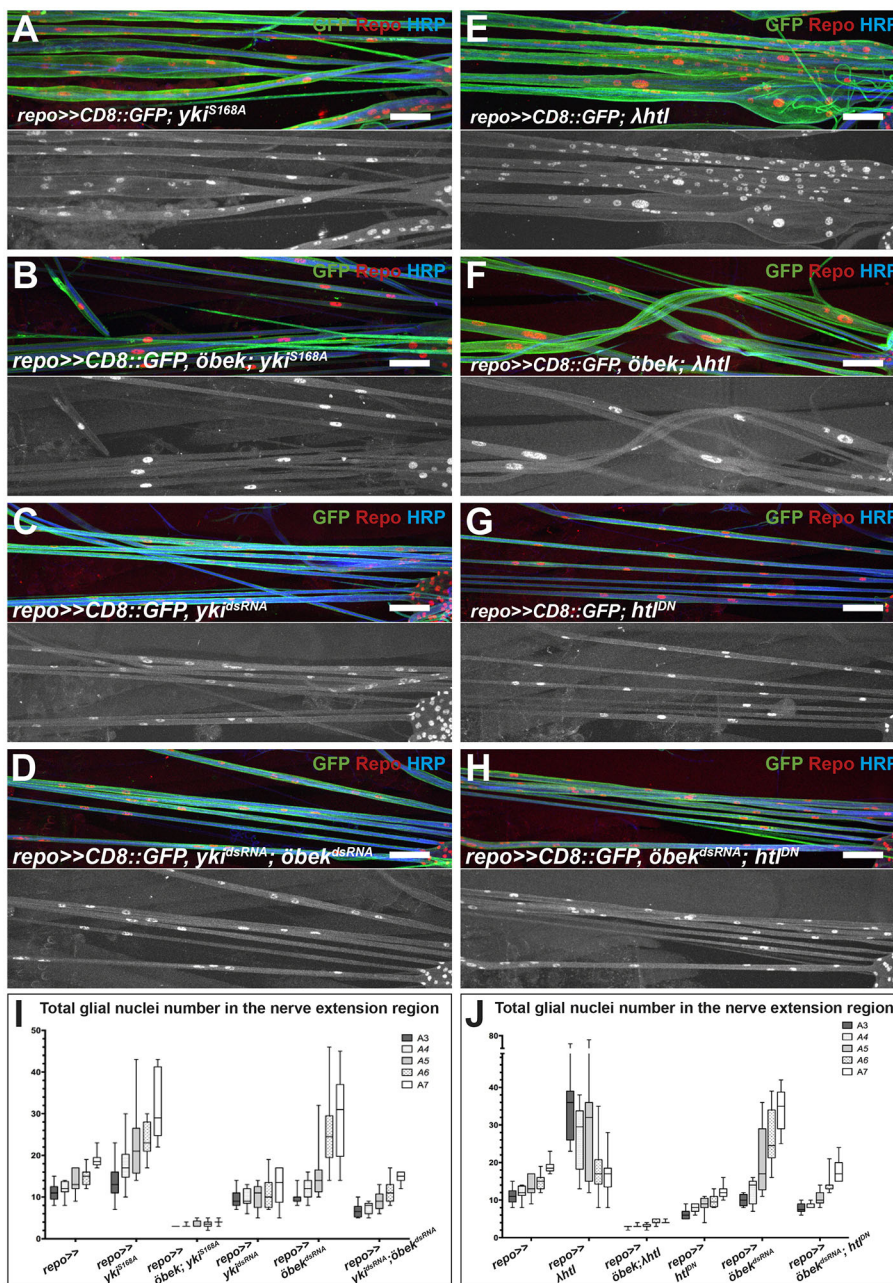 A
GFP Repo HRP
repo>>CD8::GFP; yki^S168A
E
GFP Repo HRP
repo>>CD8::GFP; λhtl
B
GFP Repo HRP
repo>>CD8::GFP, öbek; yki^S168A
F
GFP Repo HRP
repo>>CD8::GFP, öbek; λhtl
C
GFP Repo HRP
repo>>CD8::GFP, yki^dsRNA
G
GFP Repo HRP
repo>>CD8::GFP; htl^DN
D
GFP Repo HRP
repo>>CD8::GFP, yki^dsRNA; öbek^dsRNA
H
GFP Repo HRP
repo>>CD8::GFP, öbek^dsRNA; htl^DN
I
Total glial nuclei number in the nerve extension region
50
40
30
20
10
0
A3
A4
A5
A6
A7
repo>>
repo>>
yki^S168A
repo>>
öbek; yki^S168A
repo>>
yki^dsRNA
repo>>
öbek^dsRNA
repo>>
yki^dsRNA;öbek^dsRNA
J
Total glial nuclei number in the nerve extension region
80
40
30
20
10
0
A3
A4
A5
A6
A7
repo>>
repo>>
λhtl
repo>>
öbek;λhtl
repo>>
htl^DN
repo>>
öbek^dsRNA
repo>>
öbek^dsRNA; htl^DN